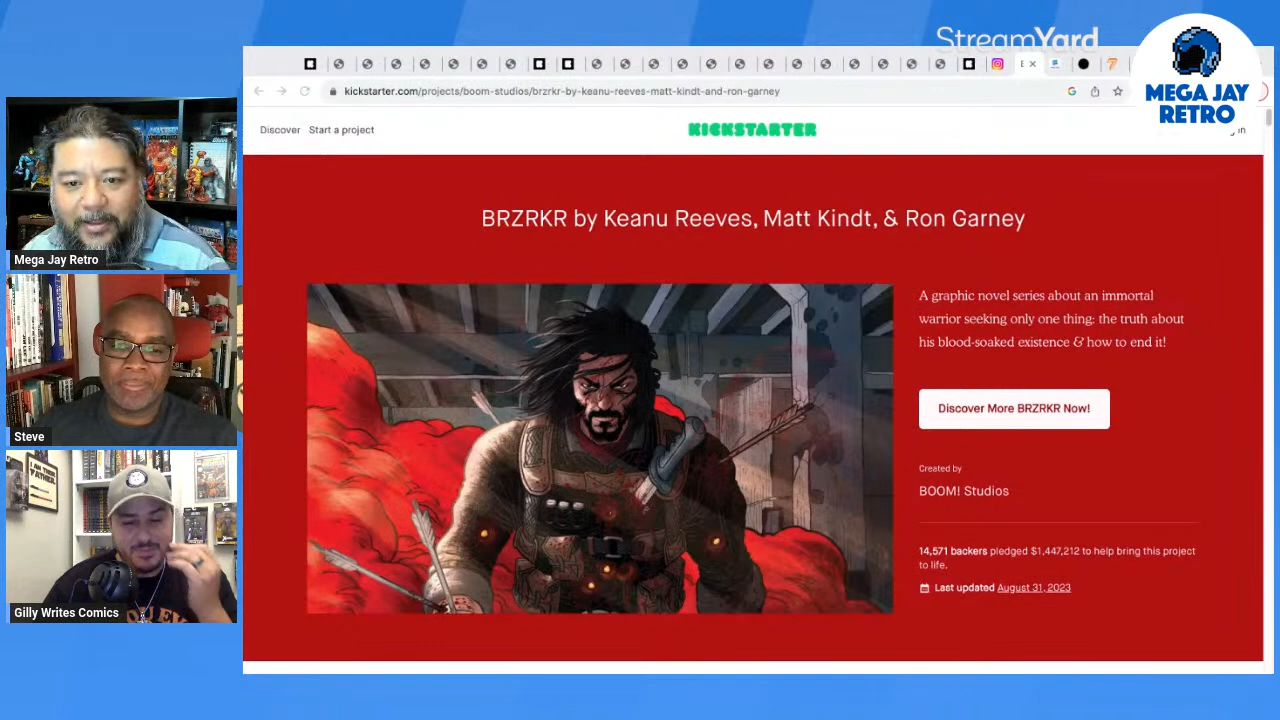 StreamYard
MEGA JAY
RETRO
kickstarter.com/projects/boom-studios/brzrkr-by-keanu-reeves-matt-kindt-and-ron-garney
Discover Start a project
KICKSTARTER
in
BRZRKR by Keanu Reeves, Matt Kindt, & Ron Garney
A graphic novel series about an immortal
warrior seeking only one thing: the truth about
his blood-soaked existence & how to end it!
Discover More BRZRKR Now!
Created by
BOOM! Studios
14,571 backers pledged $1,447,212 to help bring this project
to life.
Last updated August 31, 2023
Mega Jay Retro
Steve
I AM THEIR
FATHER.
Gilly Writes Comics